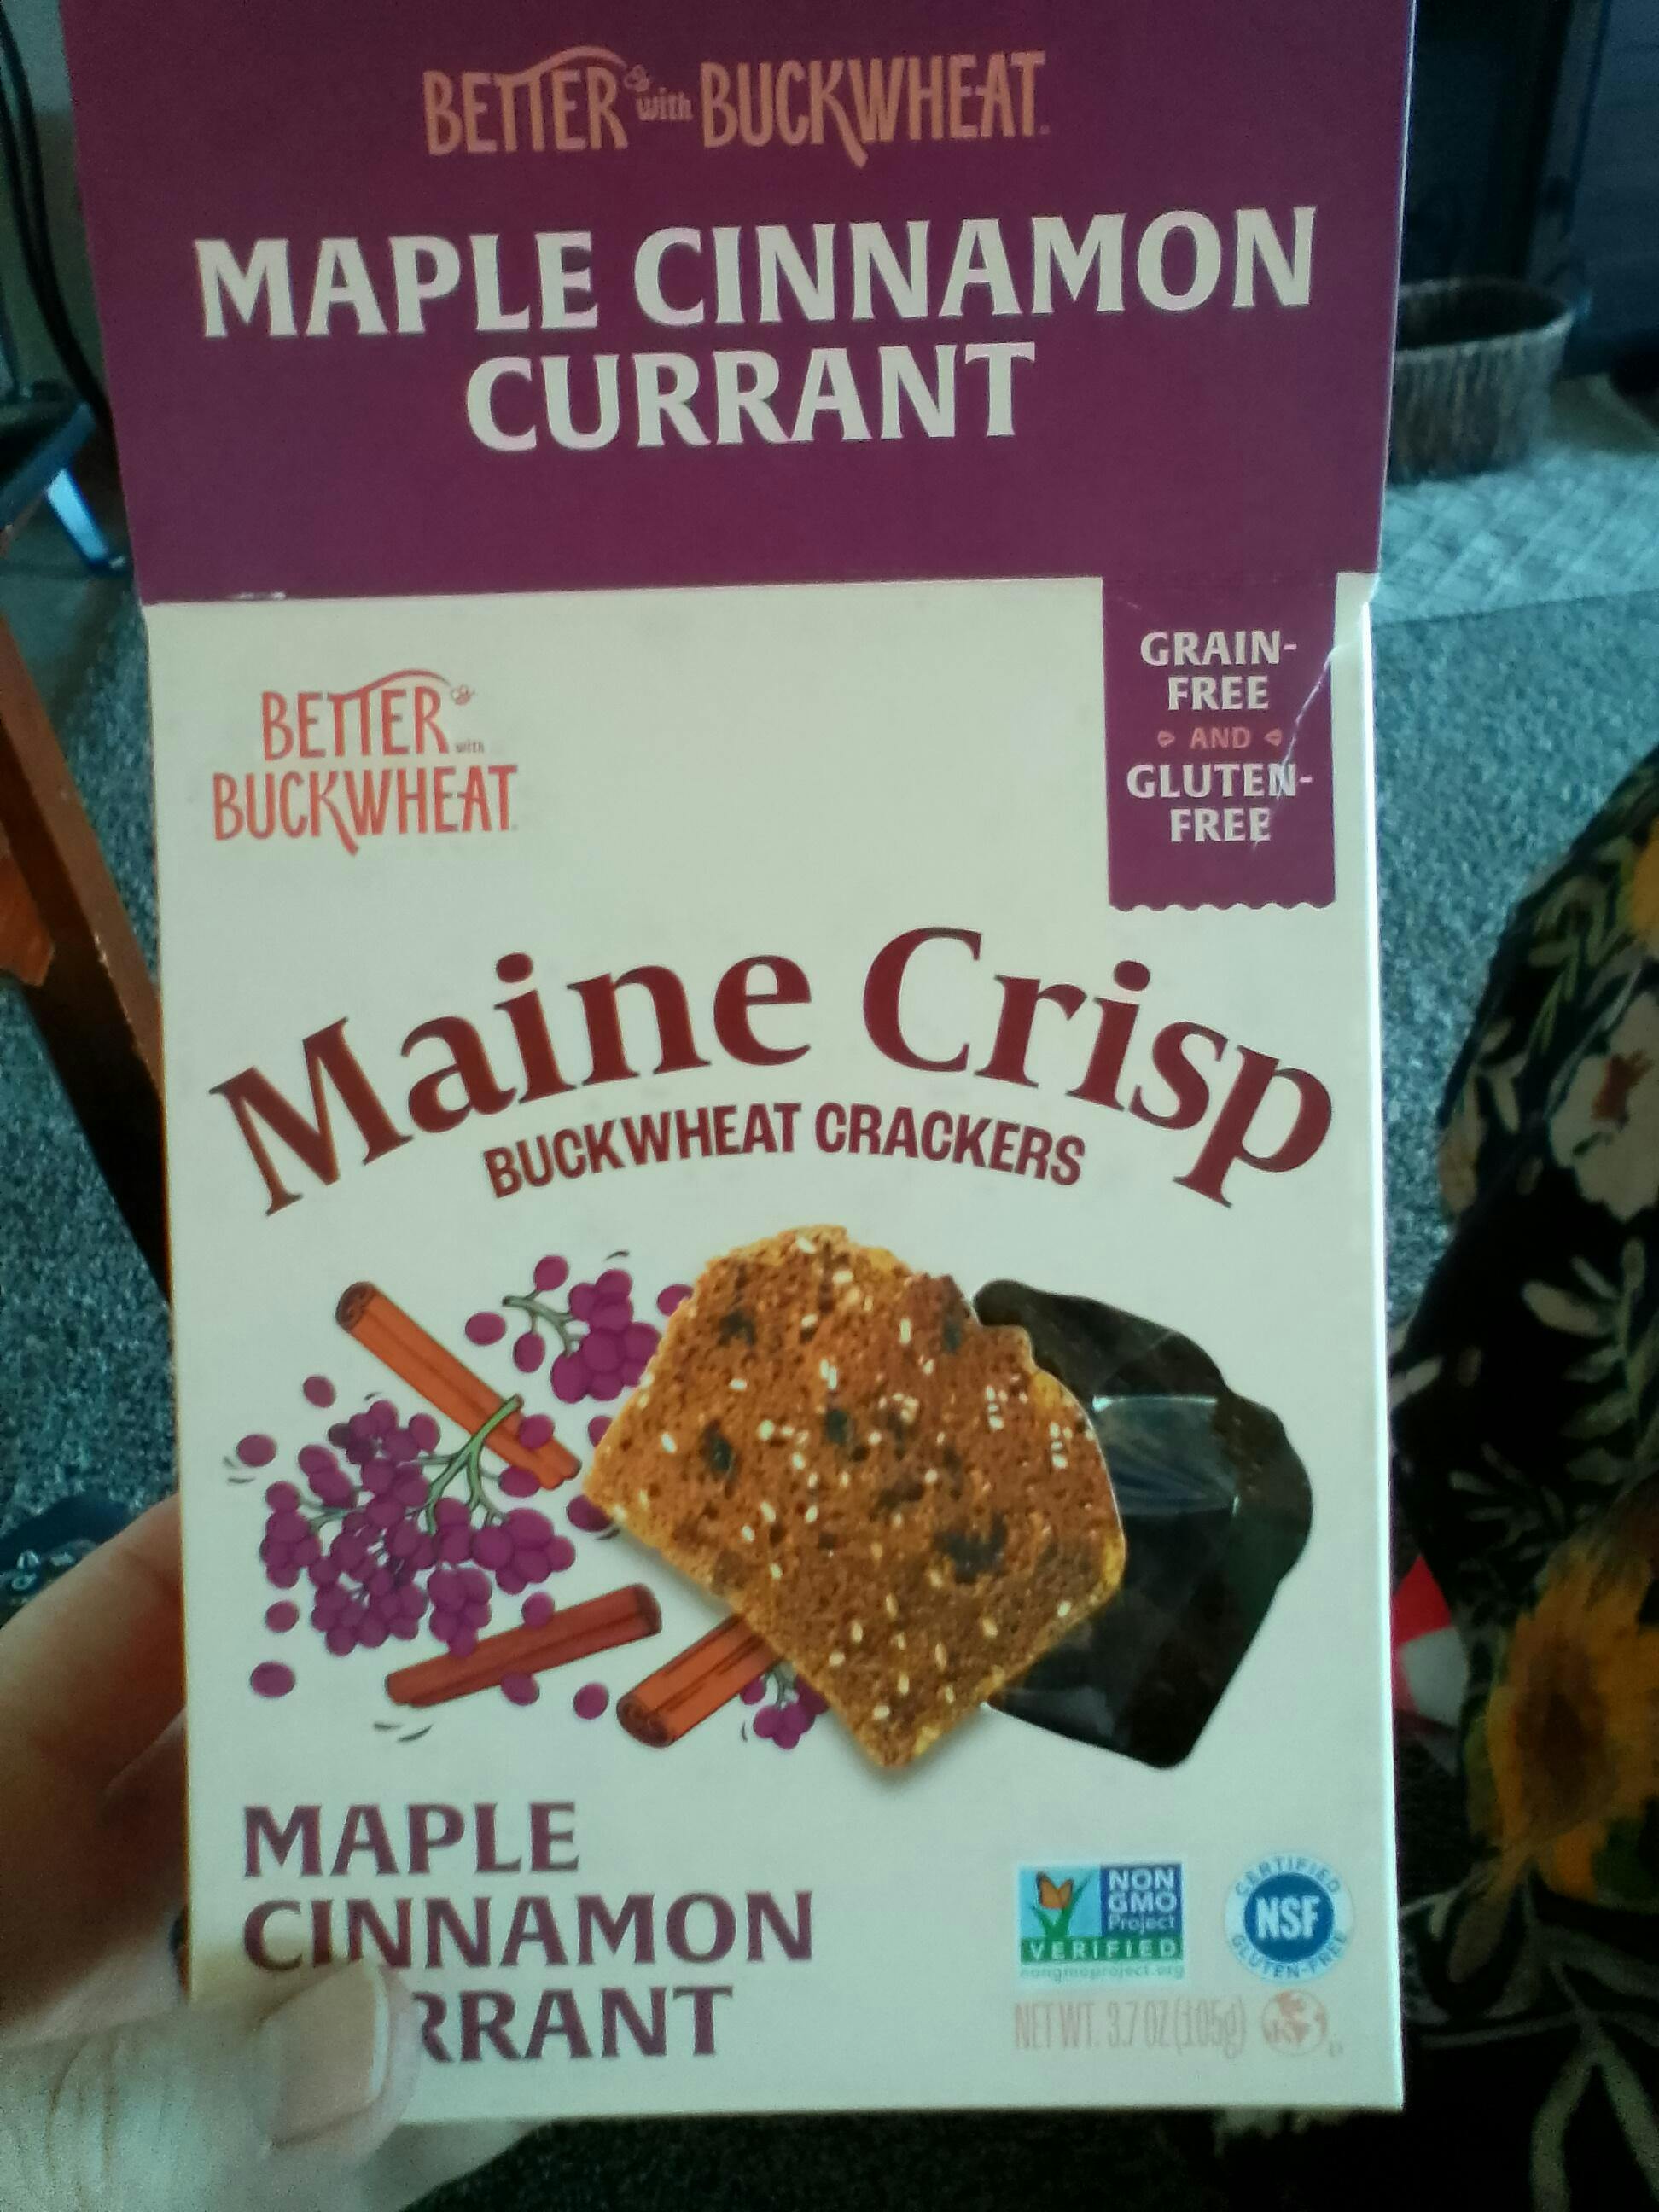 BETTER with BUCKWHEAT
MAPLE CINNAMON
CURRANT
GRAIN-
FREE
AND
GLUTEN-
FREE
BETTER with
BUCKWHEAT
Maine Crisp
BUCKWHEAT CRACKERS
MAPLE
CINNAMON
RRANT
NON
GMO
Project
VERIFIED
nongmoproject.org
CERTIFIED
NSF
GLUTEN-FREE
NET WT. 3.7 OZ (105g)